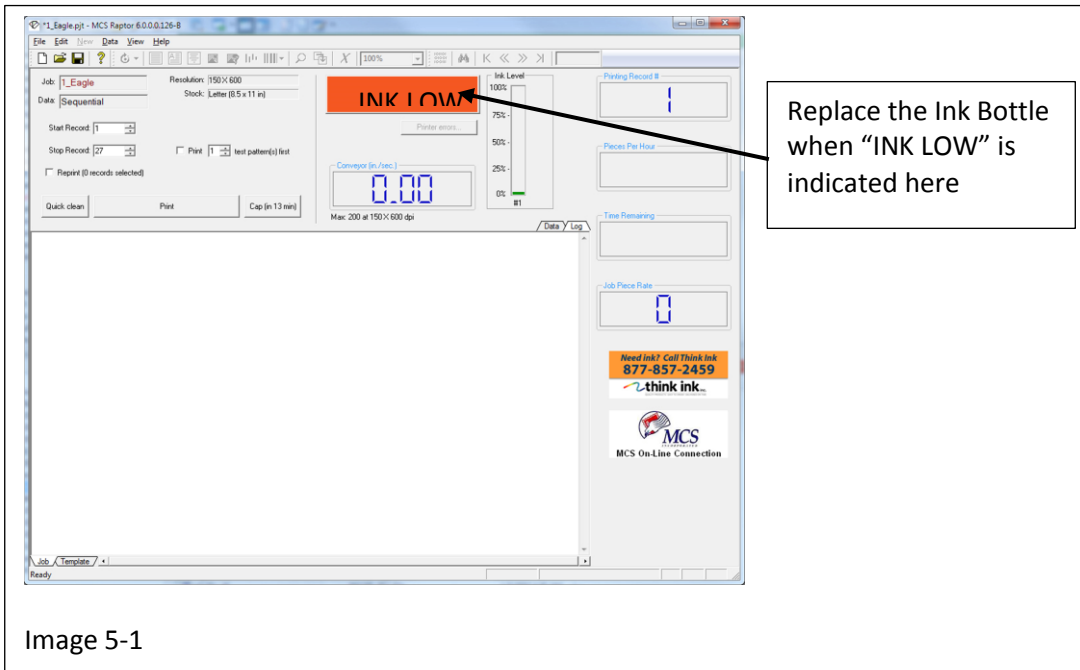 *1_Eagle.pjt - MCS Raptor 6.0.0.0.126-B
File Edit New Data View Help
100%
Job: 1_Eagle
Data: Sequential
Start Record: 1
Stop Record: 27
Reprint (0 records selected)
Resolution: 150 X 600
Stock: Letter (8.5 x 11 in)
Print 1 test pattern(s) first
Quick clean
Print
Cap (in 13 min)
INK LOW
Printer errors...
Conveyor (in./sec.)
0.00
Max: 200 at 150 X 600 dpi
Ink Level
100%
75% -
50% -
25% -
0%
#1
Data Log
Printing Record #
1
Pieces Per Hour
Time Remaining
Job Piece Rate
0
Need ink? Call Think Ink
877-857-2459
think ink
MCS
INCORPORATED
MCS On-Line Connection
Job Template
Ready
Replace the Ink Bottle
when “INK LOW” is
indicated here
Image 5-1